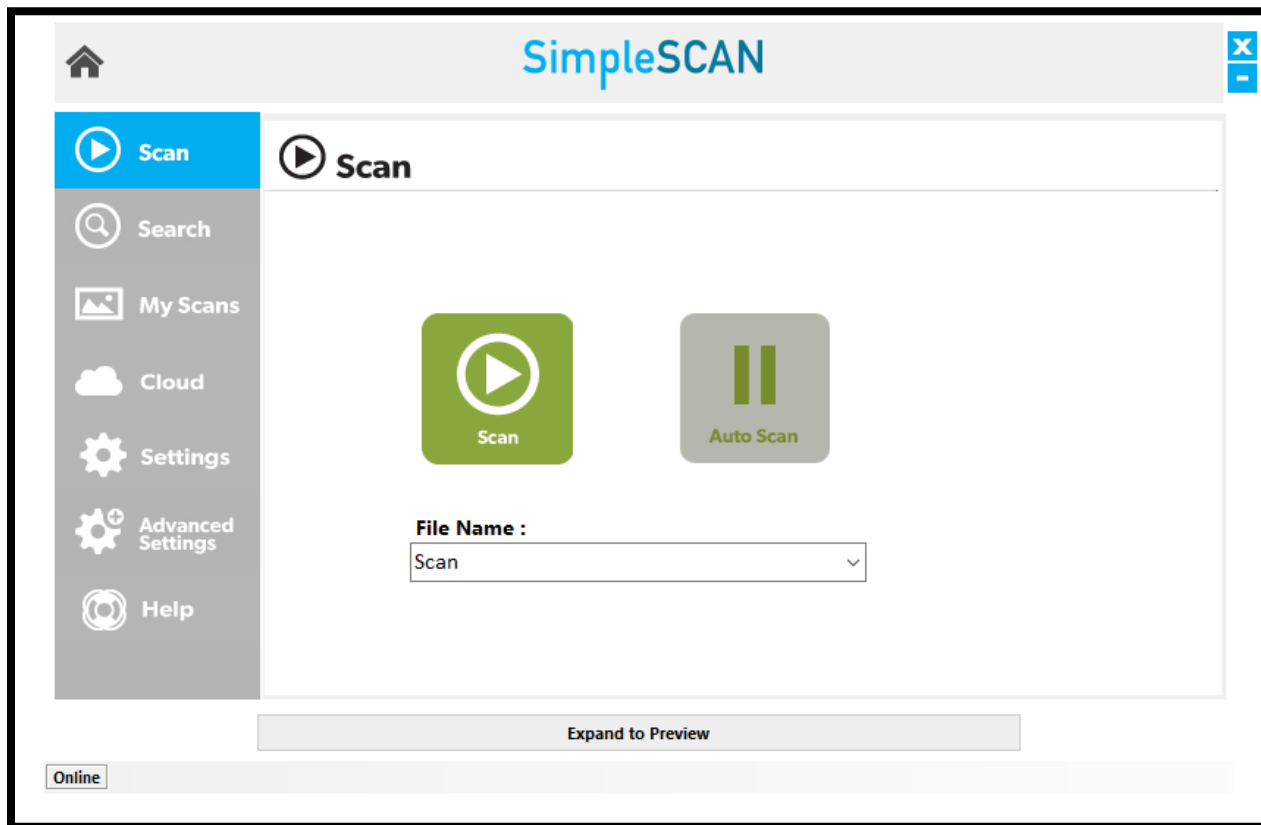 SimpleSCAN
X
-
Scan
Search
My Scans
Cloud
Settings
Advanced
Settings
Help
Scan
Scan
Auto Scan
File Name :
Scan
Expand to Preview
Online